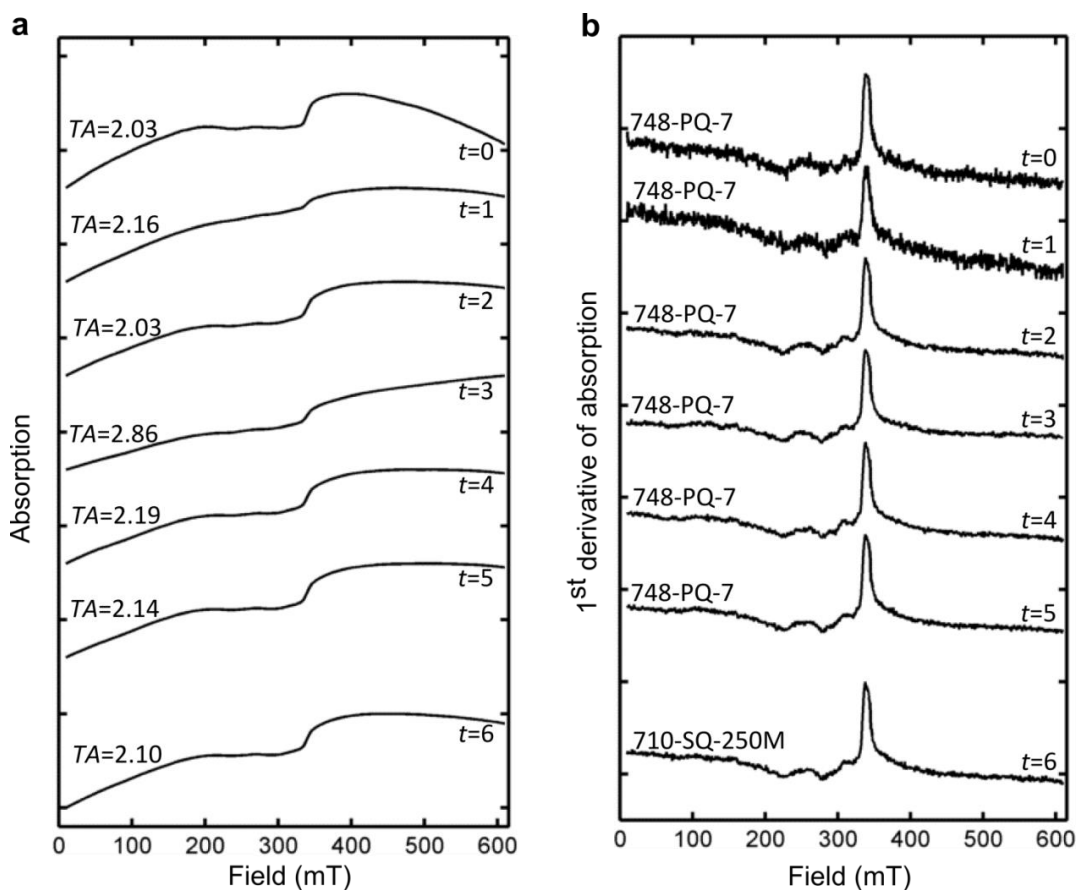 a
TA=2.03
t=0
TA=2.16
t=1
TA=2.03
t=2
TA=2.86
t=3
TA=2.19
t=4
TA=2.14
t=5
TA=2.10
t=6
Absorption
0 100 200 300 400 500 600
Field (mT)
b
748-PQ-7
t=0
748-PQ-7
t=1
748-PQ-7
t=2
748-PQ-7
t=3
748-PQ-7
t=4
748-PQ-7
t=5
710-SQ-250M
t=6
1st derivative of absorption
0 100 200 300 400 500 600
Field (mT)